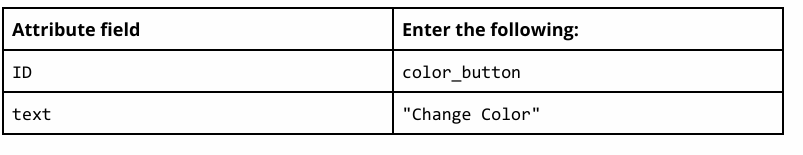 Attribute field Enter the following:
ID color_button
text "Change Color"